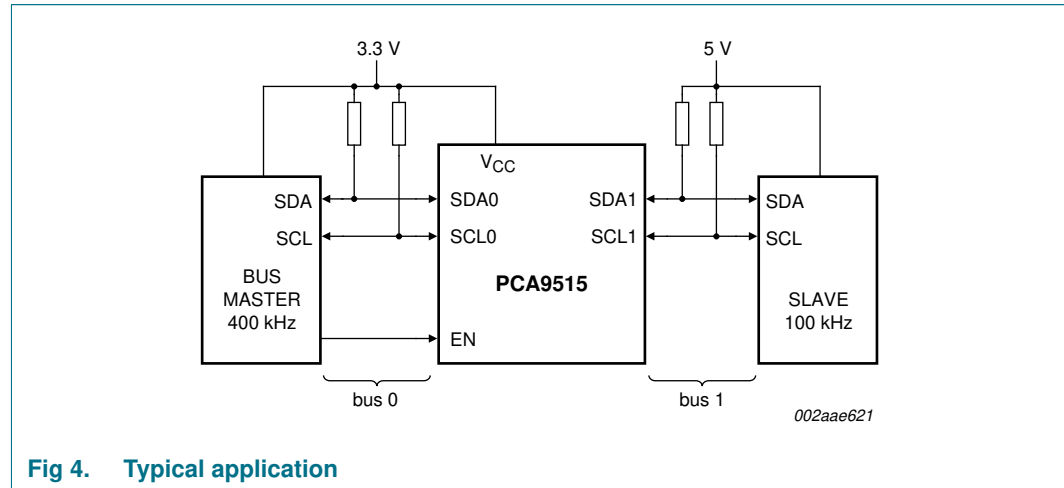 3.3 V
5 V
VCC
SDA
SDA0
SDA1
SDA
SCL
SCL0
SCL1
SCL
BUS
MASTER
400 kHz
PCA9515
SLAVE
100 kHz
EN
bus 0
bus 1
002aae621
Fig 4. Typical application